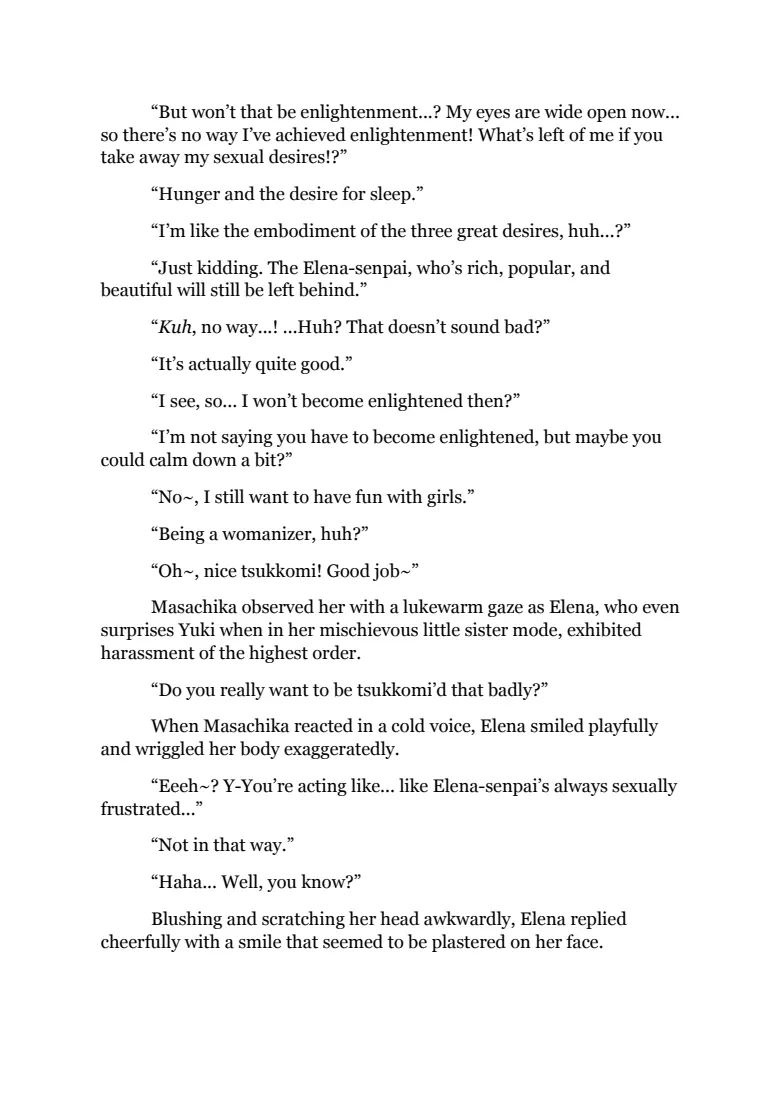 “But won’t that be enlightenment...? My eyes are wide open now...
so there’s no way I’ve achieved enlightenment! What’s left of me if you
take away my sexual desires!?”
“Hunger and the desire for sleep.”
“I’m like the embodiment of the three great desires, huh...?”
“Just kidding. The Elena-senpai, who’s rich, popular, and
beautiful will still be left behind.”
“Kuh, no way...! ...Huh? That doesn’t sound bad?”
“It’s actually quite good.”
“I see, so... I won’t become enlightened then?”
“I’m not saying you have to become enlightened, but maybe you
could calm down a bit?”
“No~, I still want to have fun with girls.”
“Being a womanizer, huh?”
“Oh~, nice tsukkomi! Good job~”
Masachika observed her with a lukewarm gaze as Elena, who even
surprises Yuki when in her mischievous little sister mode, exhibited
harassment of the highest order.
“Do you really want to be tsukkomi’d that badly?”
When Masachika reacted in a cold voice, Elena smiled playfully
and wriggled her body exaggeratedly.
“Eeeh~? Y-You’re acting like... like Elena-senpai’s always sexually
frustrated...”
“Not in that way.”
“Haha... Well, you know?”
Blushing and scratching her head awkwardly, Elena replied
cheerfully with a smile that seemed to be plastered on her face.